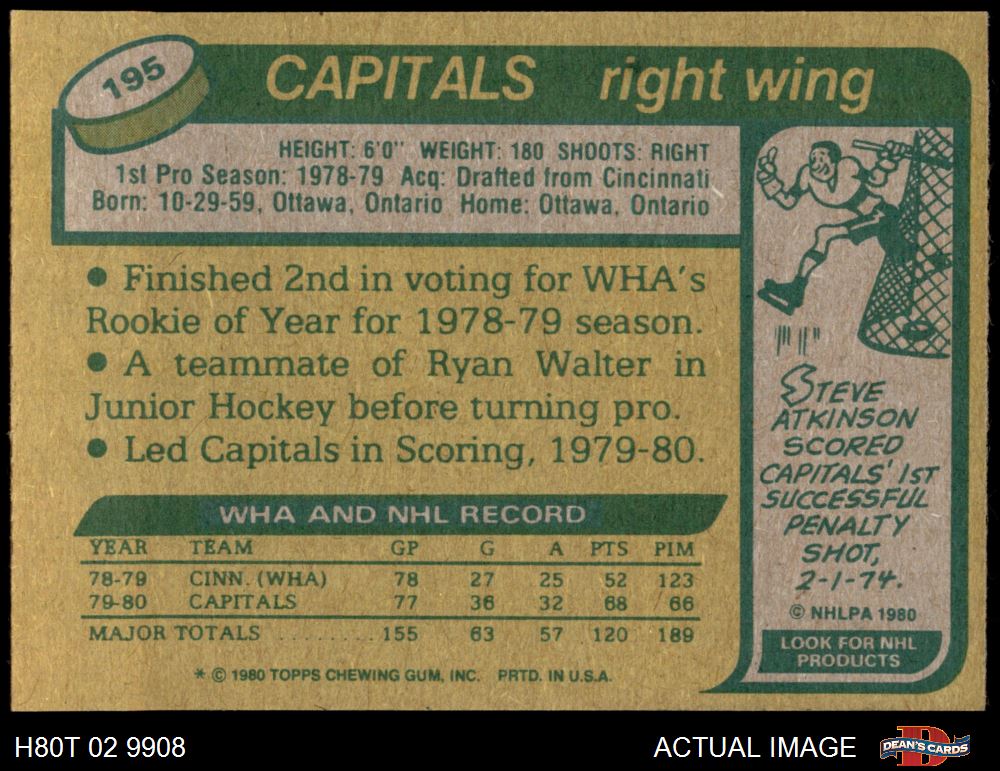 195
CAPITALS right wing
HEIGHT: 6'0" WEIGHT: 180 SHOOTS: RIGHT
1st Pro Season: 1978-79 Acq: Drafted from Cincinnati
Born: 10-29-59, Ottawa, Ontario Home: Ottawa, Ontario
● Finished 2nd in voting for WHA's
Rookie of Year for 1978-79 season.
● A teammate of Ryan Walter in
Junior Hockey before turning pro.
● Led Capitals in Scoring, 1979-80.
WHA AND NHL RECORD
YEAR TEAM GP G A PTS PIM
78-79 CINN. (WHA) 78 27 25 52 123
79-80 CAPITALS 77 36 32 68 66
MAJOR TOTALS ........ 155 63 57 120 189
* © 1980 TOPPS CHEWING GUM, INC. PRTD. IN U.S.A.
STEVE
ATKINSON
SCORED
CAPITALS' 1ST
SUCCESSFUL
PENALTY
SHOT,
2-1-74.
© NHLPA 1980
LOOK FOR NHL
PRODUCTS
H80T 02 9908
ACTUAL IMAGE
D
DEAN'S CARDS